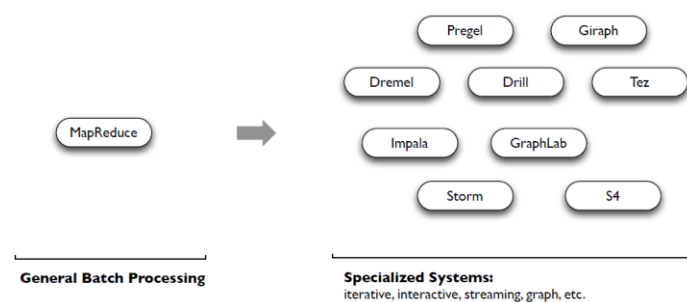 Pregel
Giraph
Dremel
Drill
Tez
MapReduce
Impala
GraphLab
Storm
S4
General Batch Processing
Specialized Systems:
iterative, interactive, streaming, graph, etc.